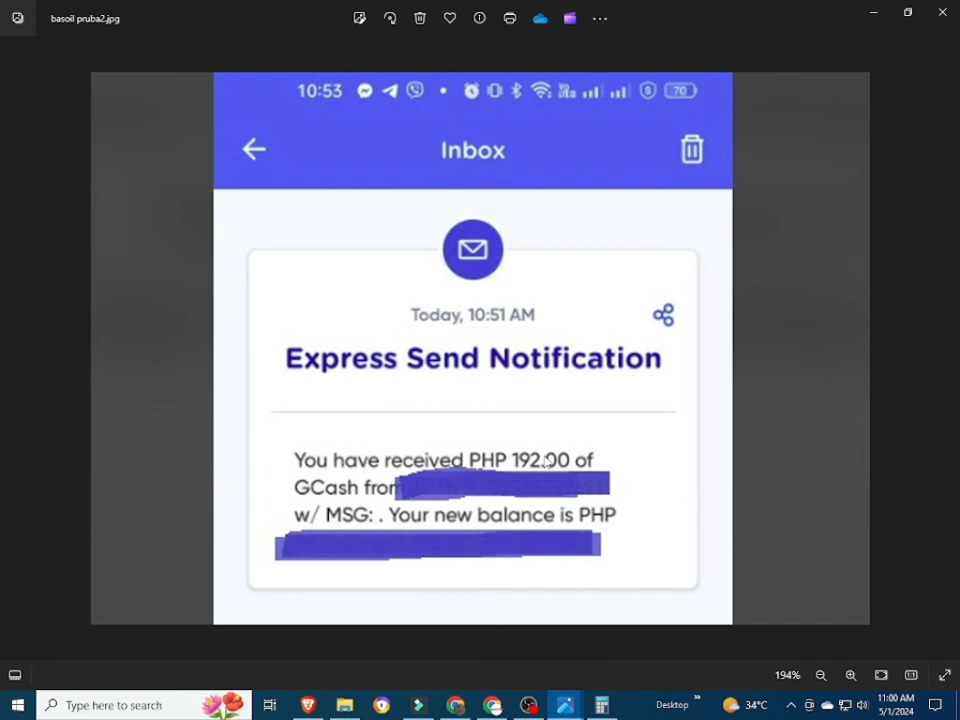 basoil pruba2.jpg
10:53
70
Inbox
Today, 10:51 AM
Express Send Notification
You have received PHP 192.00 of
GCash from
w/ MSG: . Your new balance is PHP
194%
Type here to search
Desktop
34°C
11:00 AM
5/1/2024